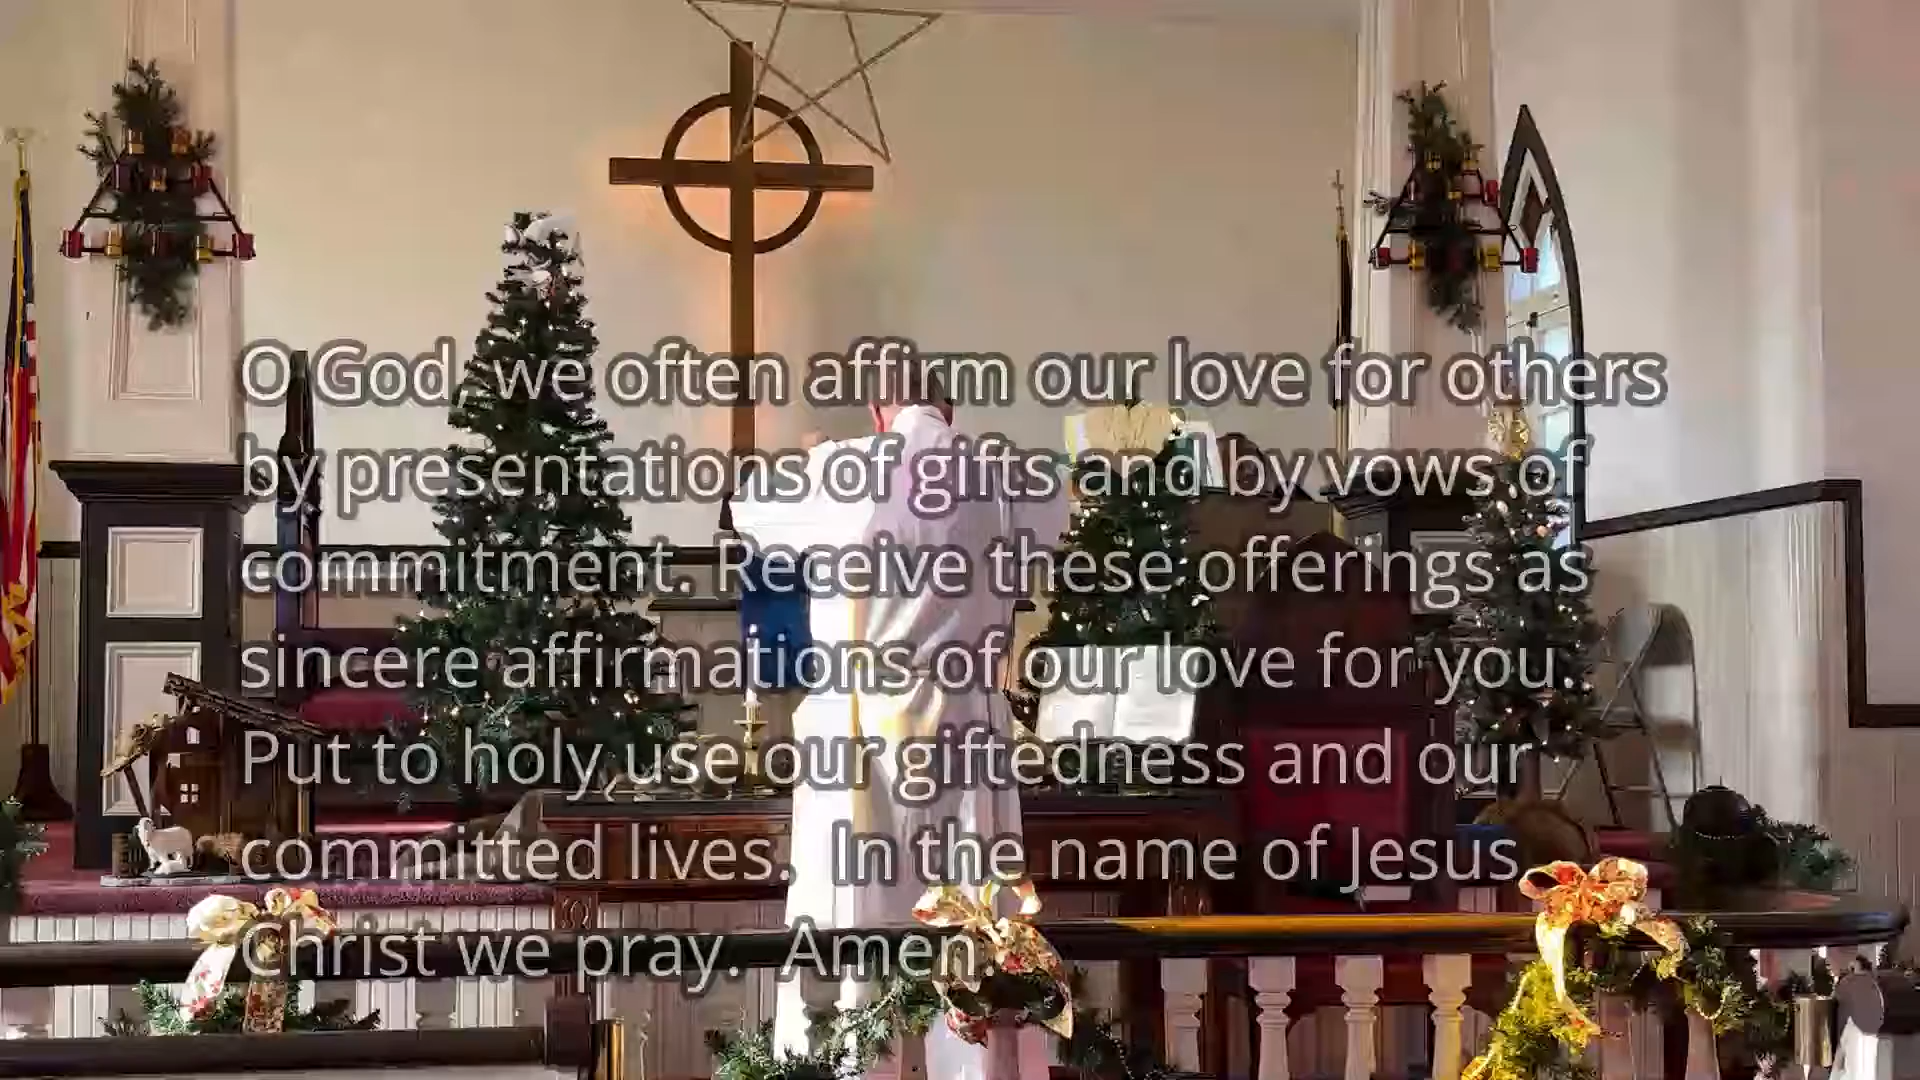 O God, we often affirm our love for others
by presentations of gifts and by vows of
commitment. Receive these offerings as
sincere affirmations of our love for you.
Put to holy use our giftedness and our
committed lives.  In the name of Jesus
Christ we pray.  Amen.